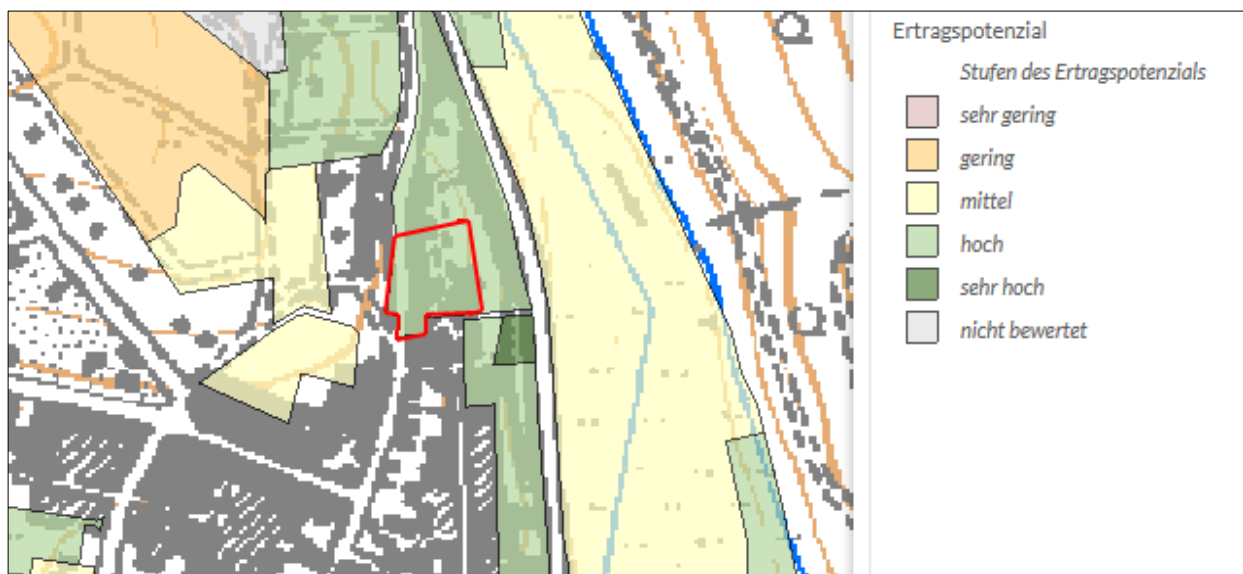 Ertragspotenzial
Stufen des Ertragspotenzials
sehr gering
gering
mittel
hoch
sehr hoch
nicht bewertet